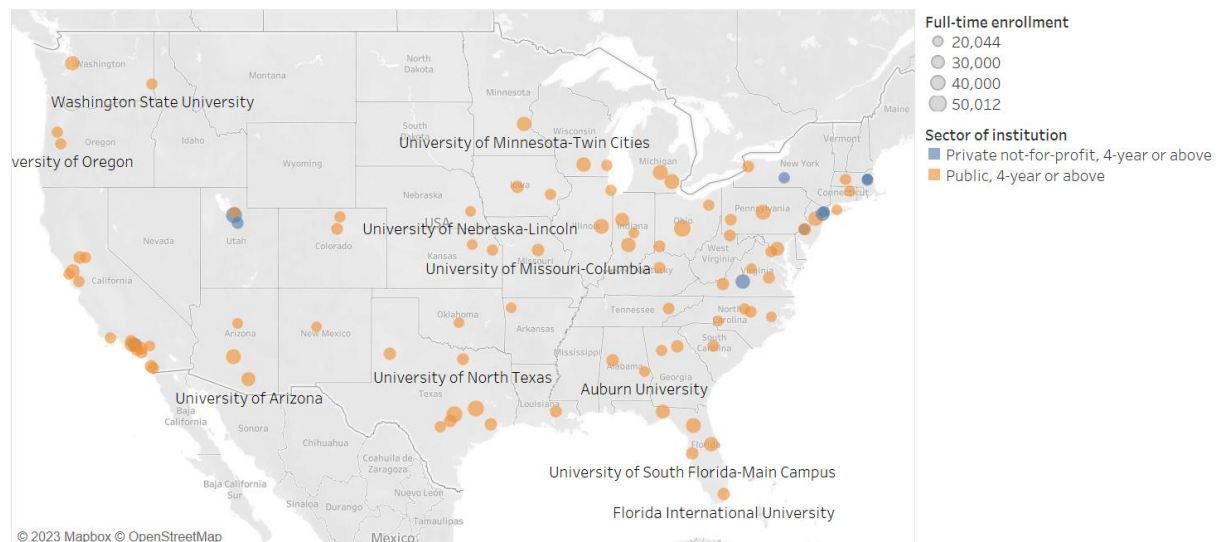 Full-time enrollment
20,044
30,000
40,000
50,012
Sector of institution
Private not-for-profit, 4-year or above
Public, 4-year or above
Washington
Montana
North
Dakota
Minnesota
Maine
Washington State University
Oregon
Idaho
South
Wisconsin
Vermont
University of Minnesota-Twin Cities
Michigan
New York
versity of Oregon
Wyoming
Iowa
Connecticut
Nebraska
Pennsylvania
Nevada
Utah
Colorado
USA
University of Nebraska-Lincoln
Illinois
Indiana
Ohio
West
Virginia
Kansas
Missouri
Virginia
California
University of Missouri-Columbia
Arizona
New Mexico
Oklahoma
Arkansas
Tennessee
North
Carolina
South
Carolina
Mississippi
Alabama
Georgia
University of North Texas
Auburn University
Texas
Louisiana
University of Arizona
Baja
California
Sonora
Chihuahua
Florida
Coahuila de
Zaragoza
University of South Florida-Main Campus
Baja California
Sur
Sinaloa
Durango
Nuevo León
Florida International University
Tamaulipas
Mexico
© 2023 Mapbox © OpenStreetMap